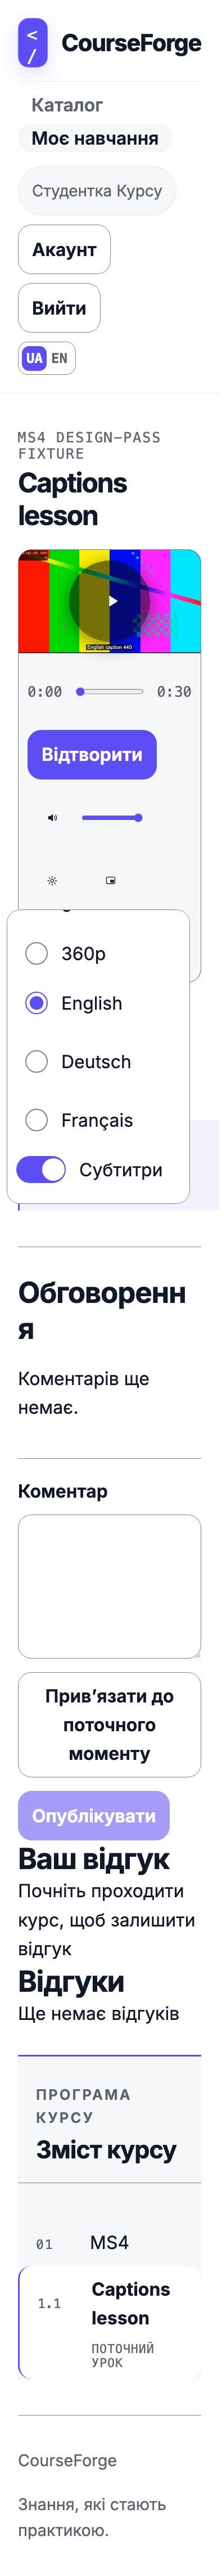 </
CourseForge
Каталог
Моє навчання
Студентка Курсу
Акаунт
Вийти
UA EN
MS4 DESIGN-PASS
FIXTURE
Captions
lesson
English caption 440
0:00 0:30
Відтворити
360p
English
Deutsch
Français
Субтитри
Обговоренн
я
Коментарів ще
немає.
Коментар
Прив’язати до
поточного
моменту
Опублікувати
Ваш відгук
Почніть проходити
курс, щоб залишити
відгук
Відгуки
Ще немає відгуків
ПРОГРАМА
КУРСУ
Зміст курсу
01 MS4
1.1 Captions
lesson
ПОТОЧНИЙ
УРОК
CourseForge
Знання, які стають
практикою.